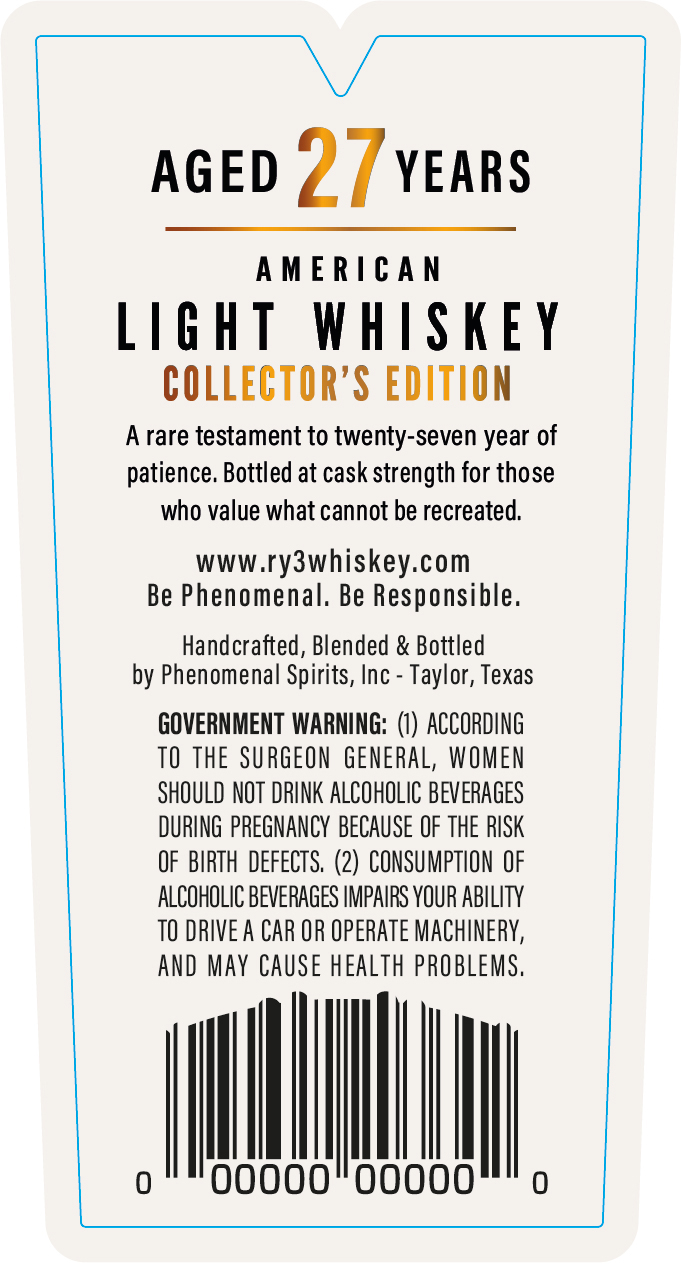 AGED 27 YEARS
AMERICAN
LIGHT WHISKEY
COLLECTOR'S EDITION
A rare testament to twenty-seven year of
patience. Bottled at cask strength for those
who value what cannot be recreated.
www.ry3whiskey.com
Be Phenomenal. Be Responsible.
Handcrafted, Blended & Bottled
by Phenomenal Spirits, Inc - Taylor, Texas
GOVERNMENT WARNING: (1) ACCORDING
TO THE SURGEON GENERAL, WOMEN
SHOULD NOT DRINK ALCOHOLIC BEVERAGES
DURING PREGNANCY BECAUSE OF THE RISK
OF BIRTH DEFECTS. (2) CONSUMPTION OF
ALCOHOLIC BEVERAGES IMPAIRS YOUR ABILITY
TO DRIVE A CAR OR OPERATE MACHINERY,
AND MAY CAUSE HEALTH PROBLEMS.
0 00000 00000 0